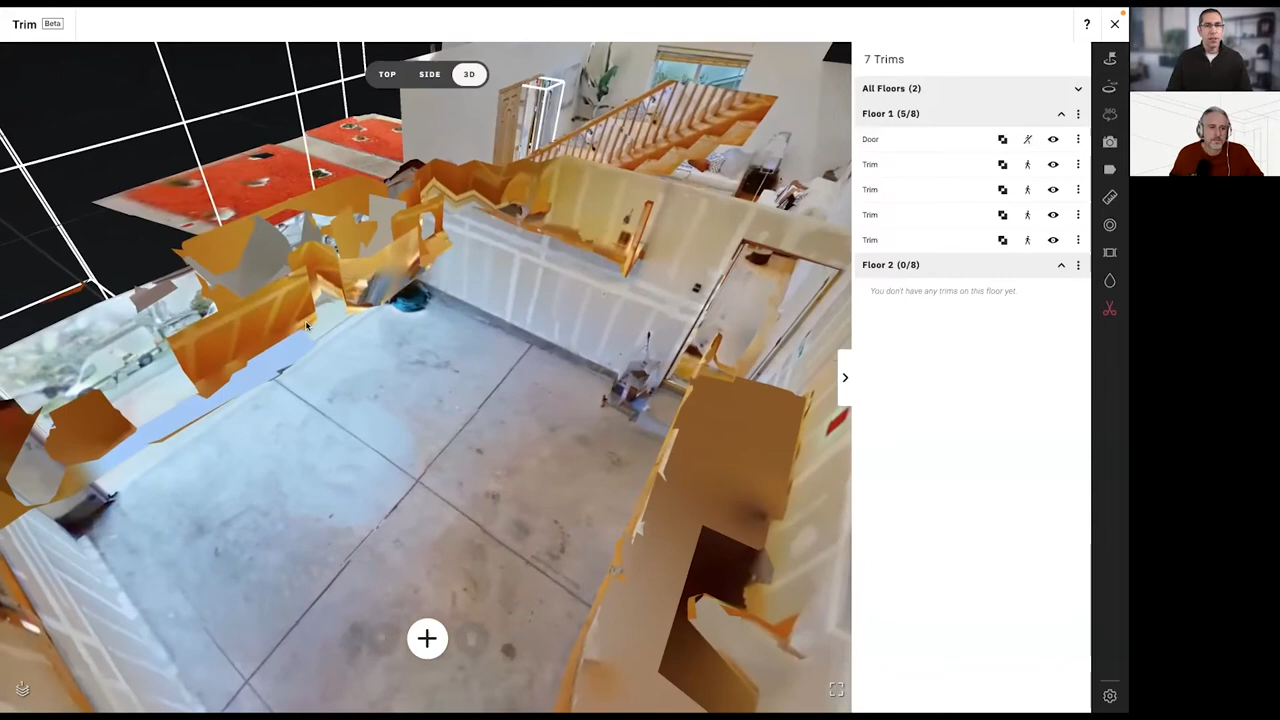 Trim Beta
?
TOP SIDE 3D
7 Trims
All Floors (2)
Floor 1 (5/8)
Door
Trim
Trim
Trim
Trim
Floor 2 (0/8)
You don't have any trims on this floor yet.